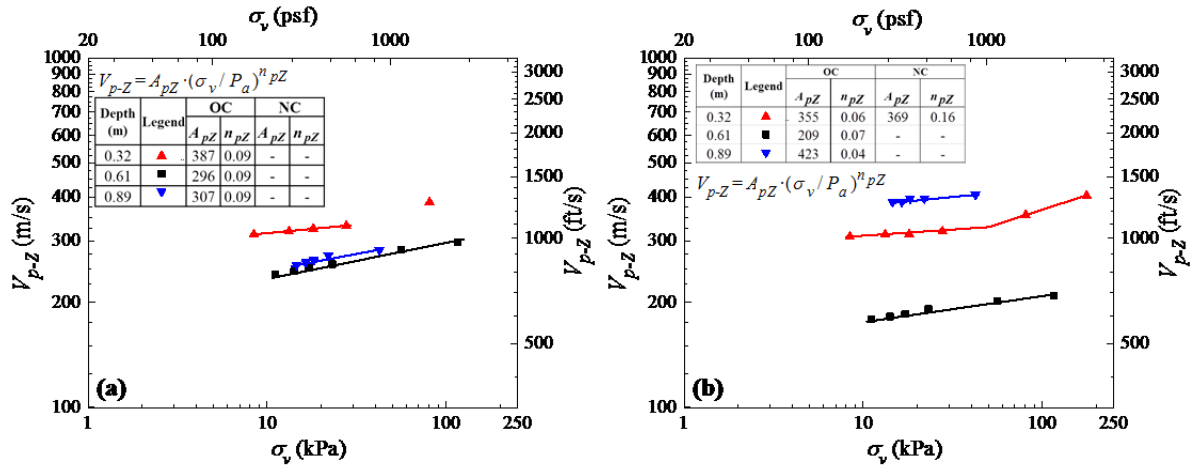 σv (psf)
20 100 1000
Vp-Z = ApZ·(σv/Pa)^npZ
Depth (m) Legend OC NC
ApZ npZ ApZ npZ
0.32 387 0.09 - -
0.61 296 0.09 - -
0.89 307 0.09 - -
1000
900
800
700
600
500
400
300
200
100
Vp-Z (m/s)
3000
2500
2000
1500
1000
500
Vp-Z (ft/s)
(a)
1 10 100 250
σv (kPa)
σv (psf)
20 100 1000
Depth (m) Legend OC NC
ApZ npZ ApZ npZ
0.32 355 0.06 369 0.16
0.61 209 0.07 - -
0.89 423 0.04 - -
Vp-Z = ApZ·(σv/Pa)^npZ
1000
900
800
700
600
500
400
300
200
100
Vp-Z (m/s)
3000
2500
2000
1500
1000
500
Vp-Z (ft/s)
(b)
1 10 100 250
σv (kPa)